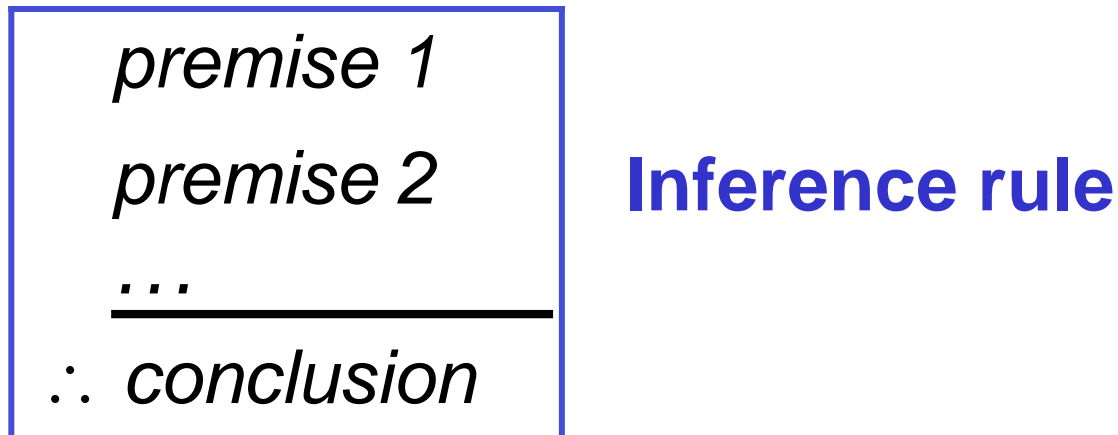 premise 1
premise 2
…
∴ conclusion
Inference rule